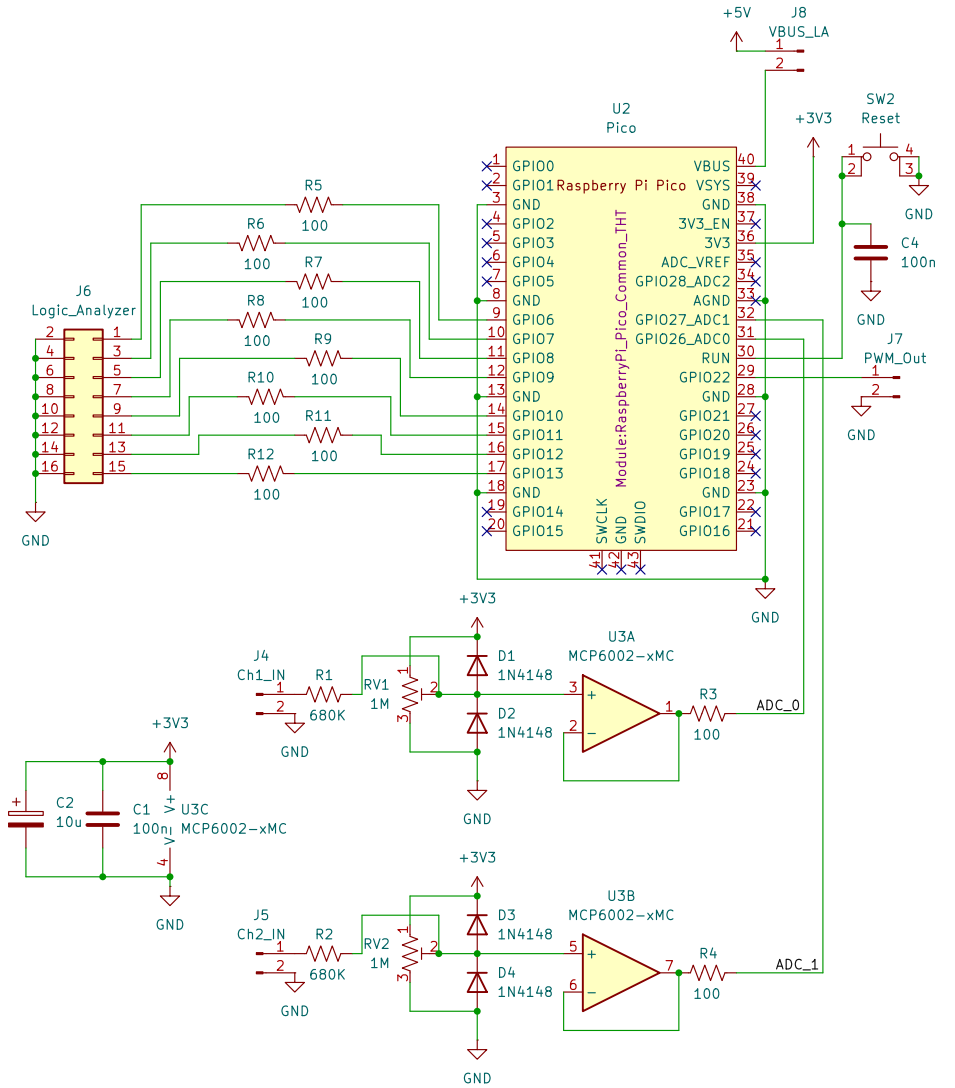 +5V
J8
VBUS_LA
1
2
SW2
Reset
+3V3
1
4
2
3
GND
C4
100n
GND
U2
Pico
Raspberry Pi Pico
Module:RaspberryPi_Pico_Common_THT
1 GPIO0
2 GPIO1
3 GND
4 GPIO2
5 GPIO3
6 GPIO4
7 GPIO5
8 GND
9 GPIO6
10 GPIO7
11 GPIO8
12 GPIO9
13 GND
14 GPIO10
15 GPIO11
16 GPIO12
17 GPIO13
18 GND
19 GPIO14
20 GPIO15
VBUS 40
VSYS 39
GND 38
3V3_EN 37
3V3 36
ADC_VREF 35
GPIO28_ADC2 34
AGND 33
GPIO27_ADC1 32
GPIO26_ADC0 31
RUN 30
GPIO22 29
GND 28
GPIO21 27
GPIO20 26
GPIO19 25
GPIO18 24
GND 23
GPIO17 22
GPIO16 21
SWCLK 41
GND 42
SWDIO 43
GND
J7
PWM_Out
1
2
GND
R5
100
R6
100
R7
100
R8
100
R9
100
R10
100
R11
100
R12
100
J6
Logic_Analyzer
2 1
4 3
6 5
8 7
10 9
12 11
14 13
16 15
GND
+3V3
J4
Ch1_IN
1
2
GND
R1
680K
RV1
1M
1
2
3
D1
1N4148
D2
1N4148
GND
U3A
MCP6002-xMC
3 +
2 −
1
R3
100
ADC_0
+3V3
8
V+
V−
4
C2
10u
+
C1
100n
U3C
MCP6002-xMC
GND
+3V3
J5
Ch2_IN
1
2
GND
R2
680K
RV2
1M
1
2
3
D3
1N4148
D4
1N4148
GND
U3B
MCP6002-xMC
5 +
6 −
7
R4
100
ADC_1